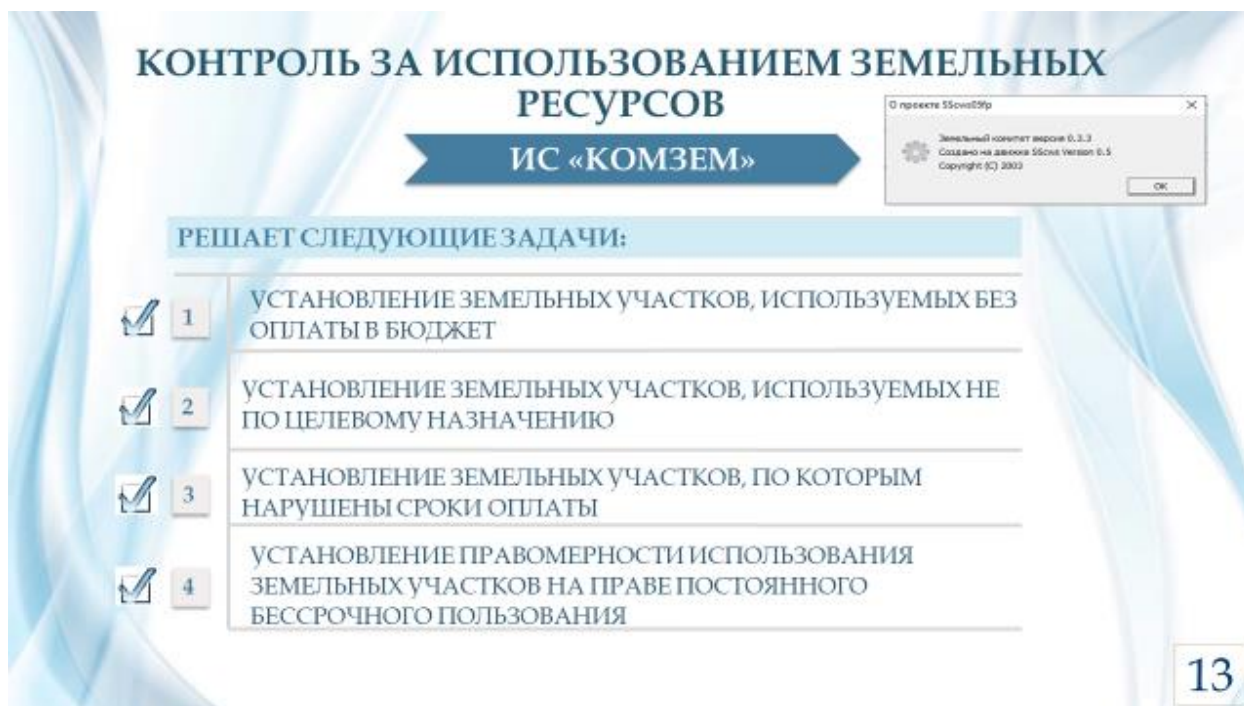 КОНТРОЛЬ ЗА ИСПОЛЬЗОВАНИЕМ ЗЕМЕЛЬНЫХ
РЕСУРСОВ
О проекте SScws05fp
Земельный комитет версия 0.3.3
Создано на движке SScws Version 0.5
Copyright (C) 2003
OK
ИС «КОМЗЕМ»
РЕШАЕТ СЛЕДУЮЩИЕ ЗАДАЧИ:
1
УСТАНОВЛЕНИЕ ЗЕМЕЛЬНЫХ УЧАСТКОВ, ИСПОЛЬЗУЕМЫХ БЕЗ
ОПЛАТЫ В БЮДЖЕТ
2
УСТАНОВЛЕНИЕ ЗЕМЕЛЬНЫХ УЧАСТКОВ, ИСПОЛЬЗУЕМЫХ НЕ
ПО ЦЕЛЕВОМУ НАЗНАЧЕНИЮ
3
УСТАНОВЛЕНИЕ ЗЕМЕЛЬНЫХ УЧАСТКОВ, ПО КОТОРЫМ
НАРУШЕНЫ СРОКИ ОПЛАТЫ
4
УСТАНОВЛЕНИЕ ПРАВОМЕРНОСТИ ИСПОЛЬЗОВАНИЯ
ЗЕМЕЛЬНЫХ УЧАСТКОВ НА ПРАВЕ ПОСТОЯННОГО
БЕССРОЧНОГО ПОЛЬЗОВАНИЯ
13